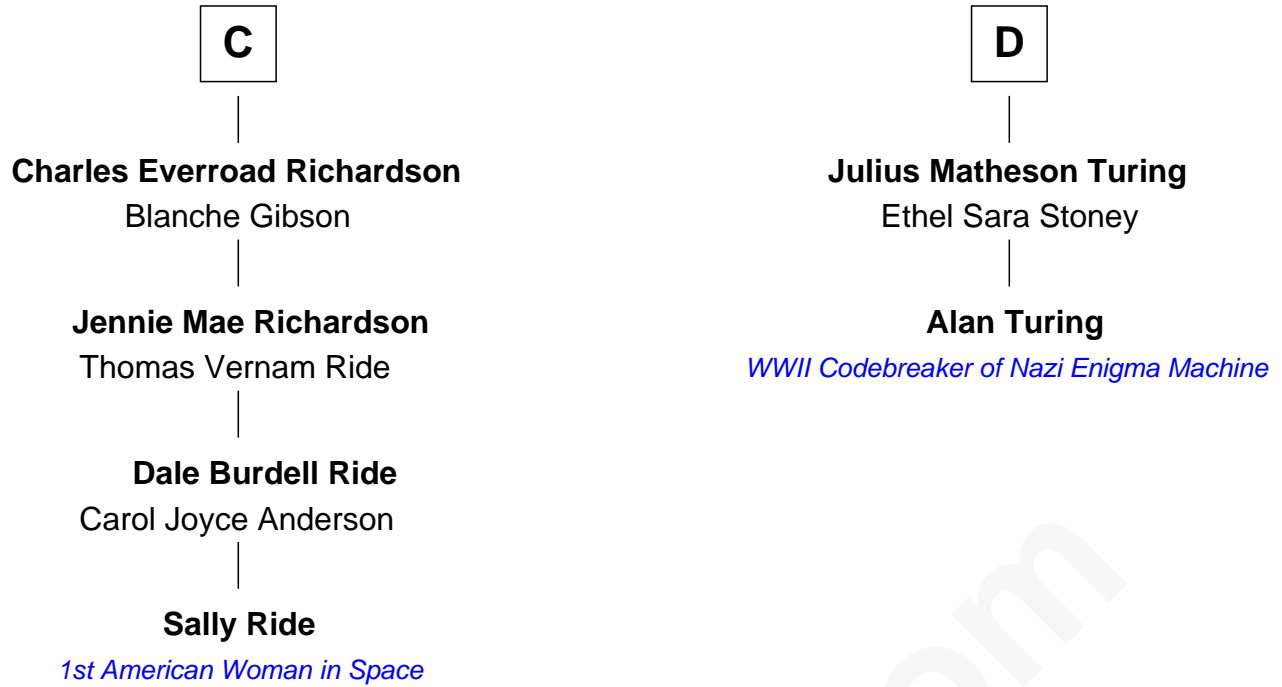 C
Charles Everroad Richardson
Blanche Gibson
Jennie Mae Richardson
Thomas Vernam Ride
Dale Burdell Ride
Carol Joyce Anderson
Sally Ride
1st American Woman in Space
D
Julius Matheson Turing
Ethel Sara Stoney
Alan Turing
WWII Codebreaker of Nazi Enigma Machine
om